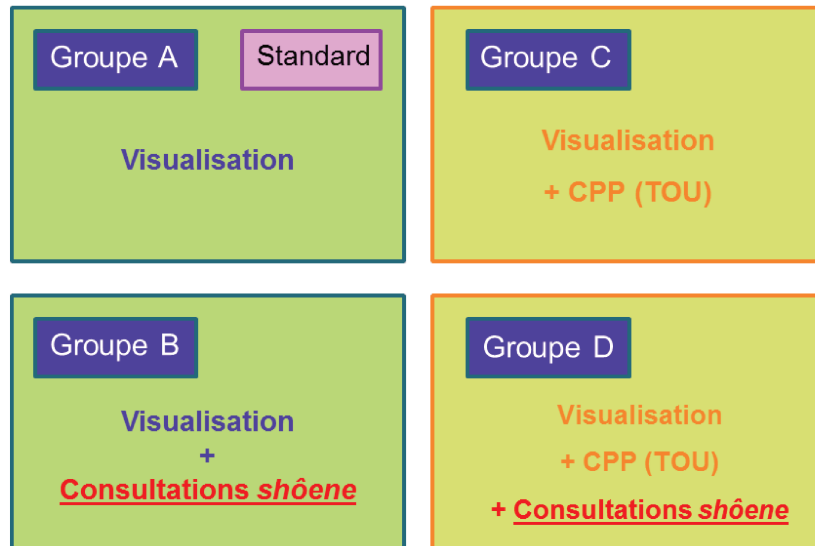 Groupe A
Standard
Visualisation
Groupe C
Visualisation
+ CPP (TOU)
Groupe B
Visualisation
+
Consultations shôene
Groupe D
Visualisation
+ CPP (TOU)
+ Consultations shôene